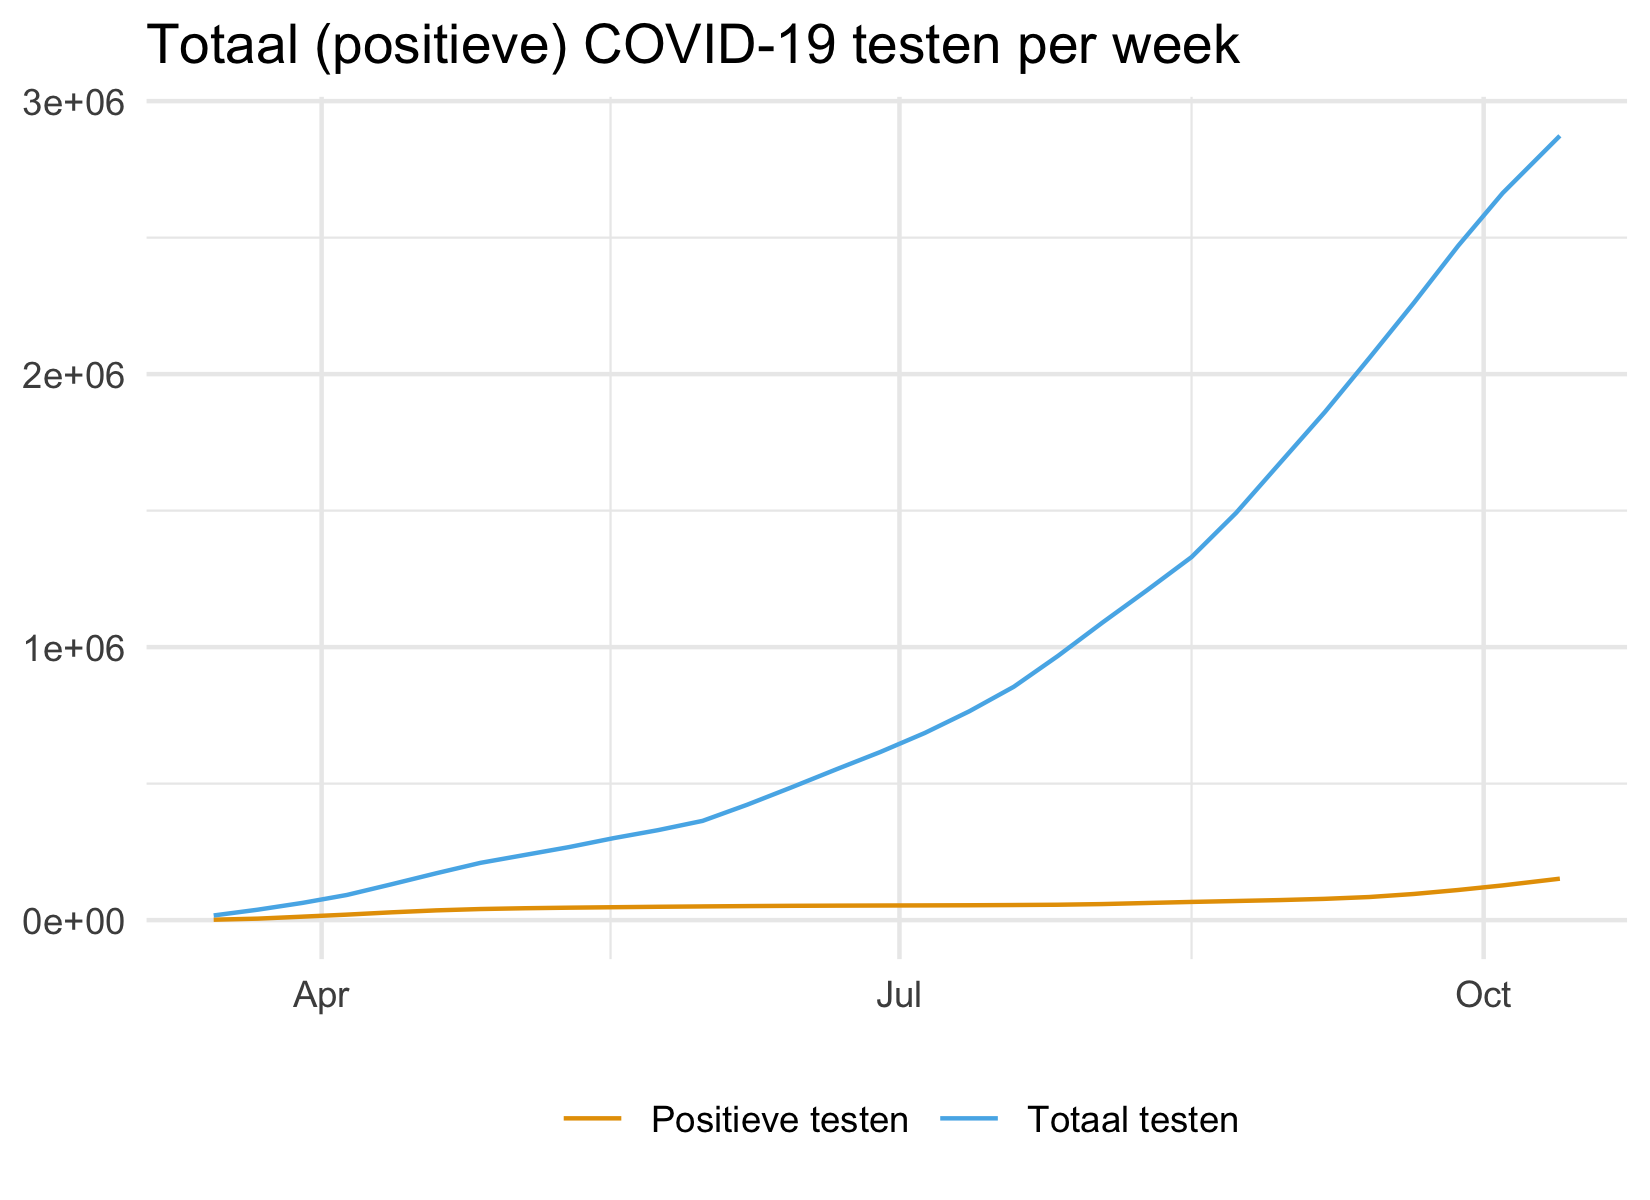 Totaal (positieve) COVID-19 testen per week
3e+06
2e+06
1e+06
0e+00
Apr Jul Oct
Positieve testen Totaal testen